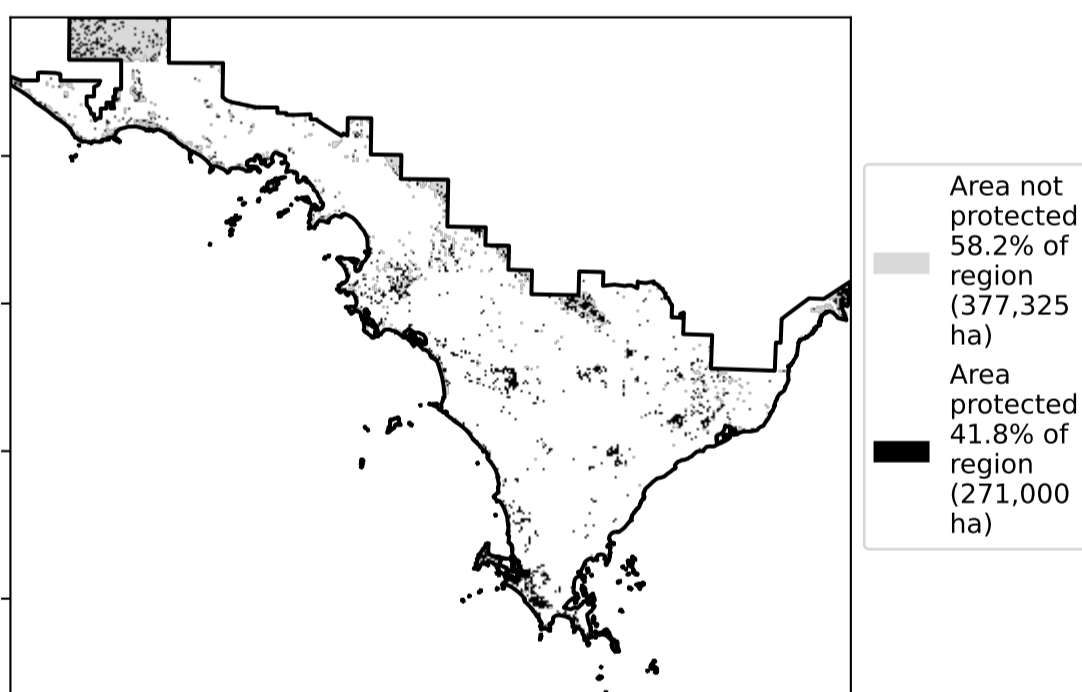 Area not
protected
58.2% of
region
(377,325
ha)
Area
protected
41.8% of
region
(271,000
ha)